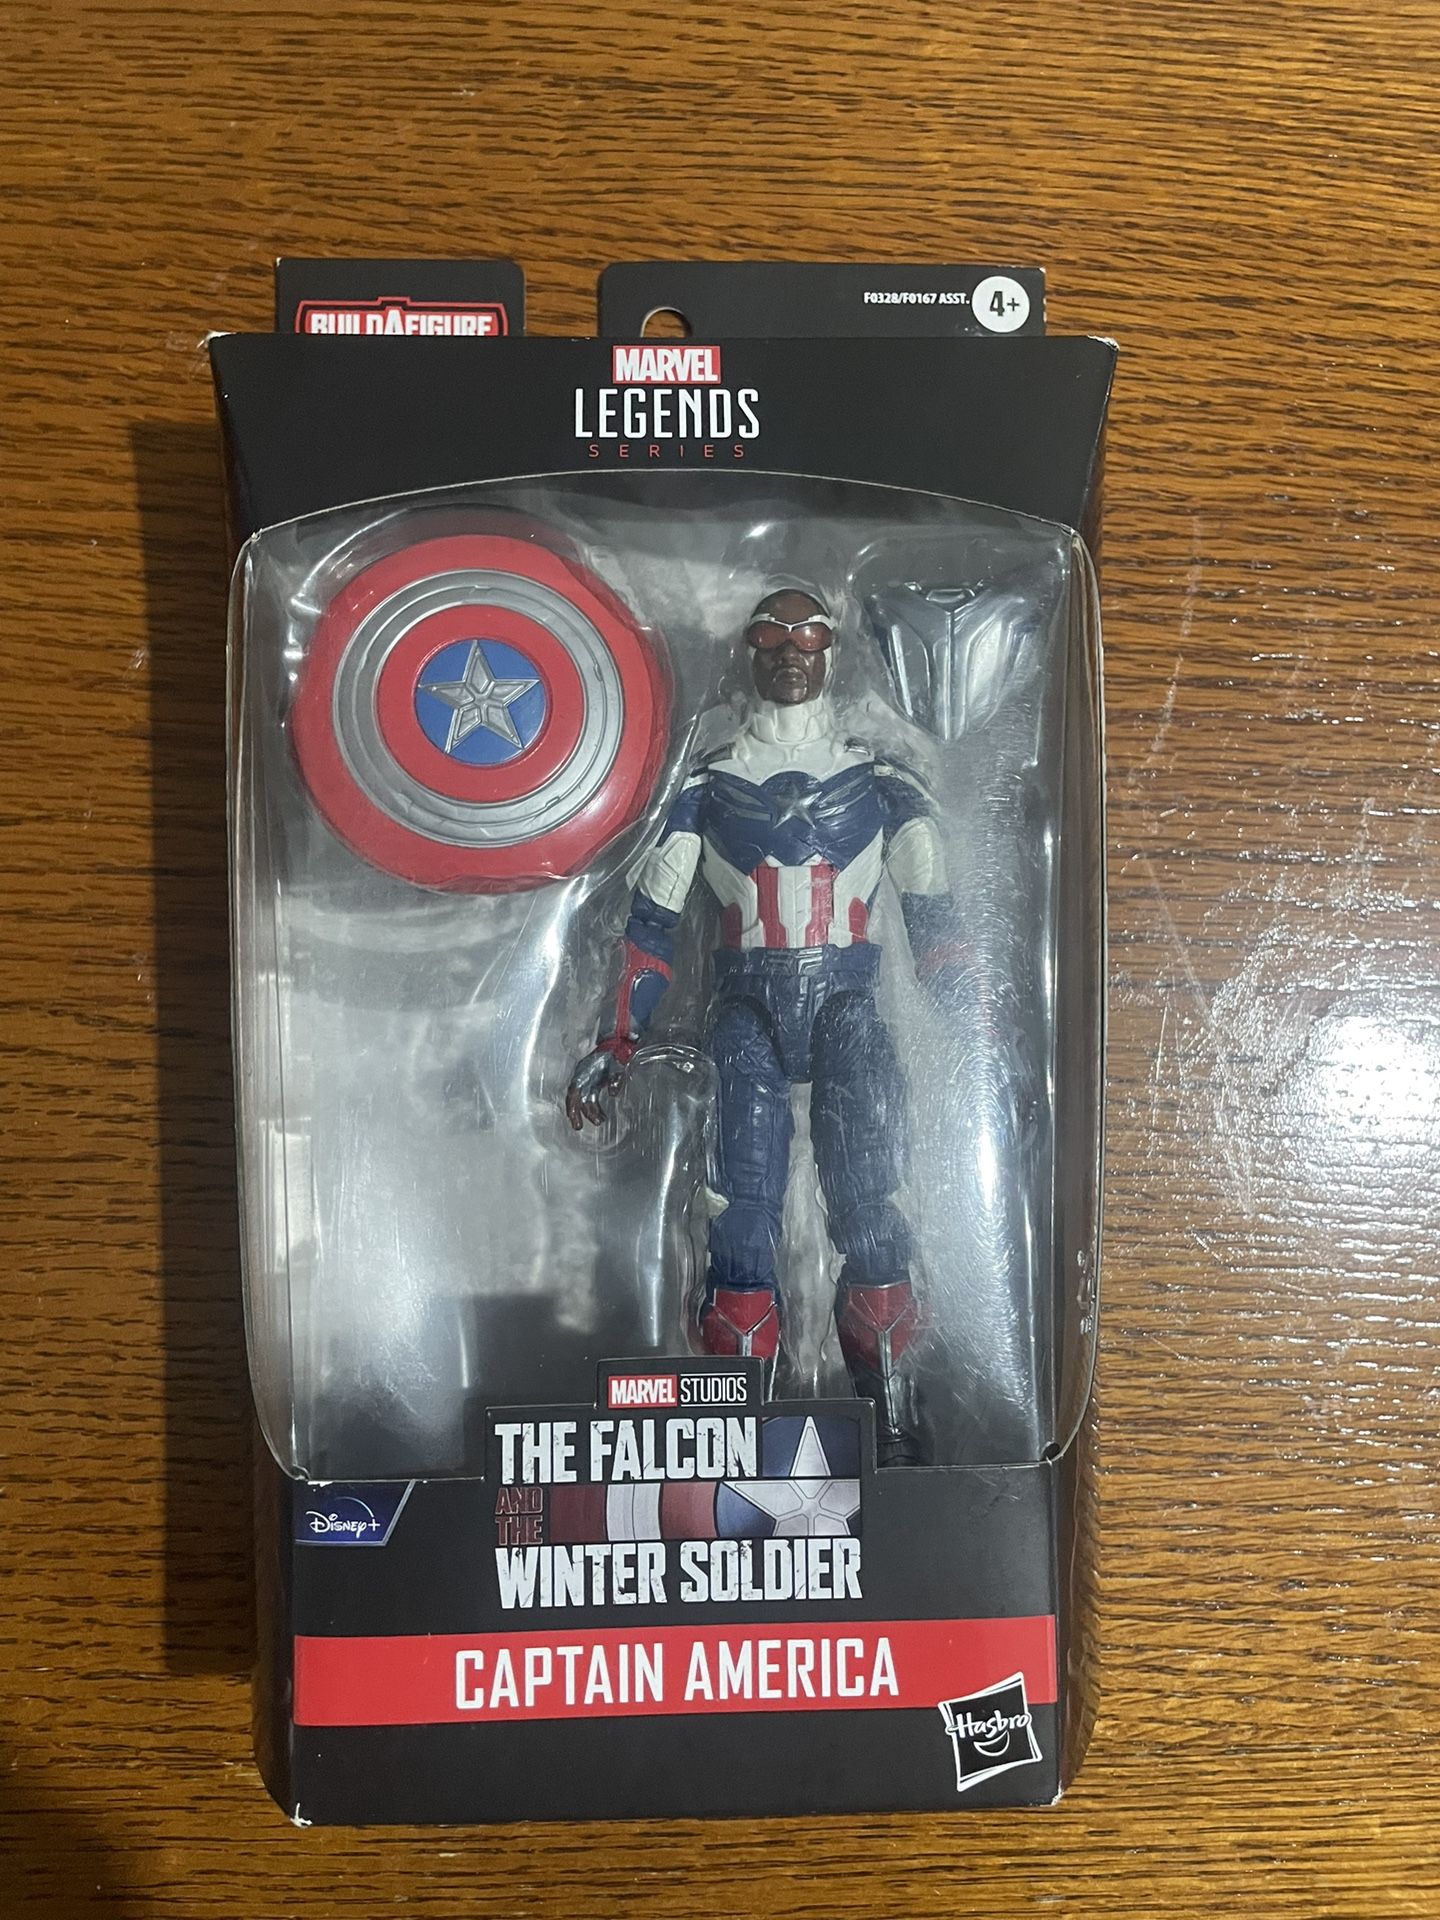 BUILD A FIGURE
F0328/F0167 ASST.
4+
MARVEL
LEGENDS
SERIES
MARVEL STUDIOS
THE FALCON
AND
THE
WINTER SOLDIER
Disney+
CAPTAIN AMERICA
Hasbro